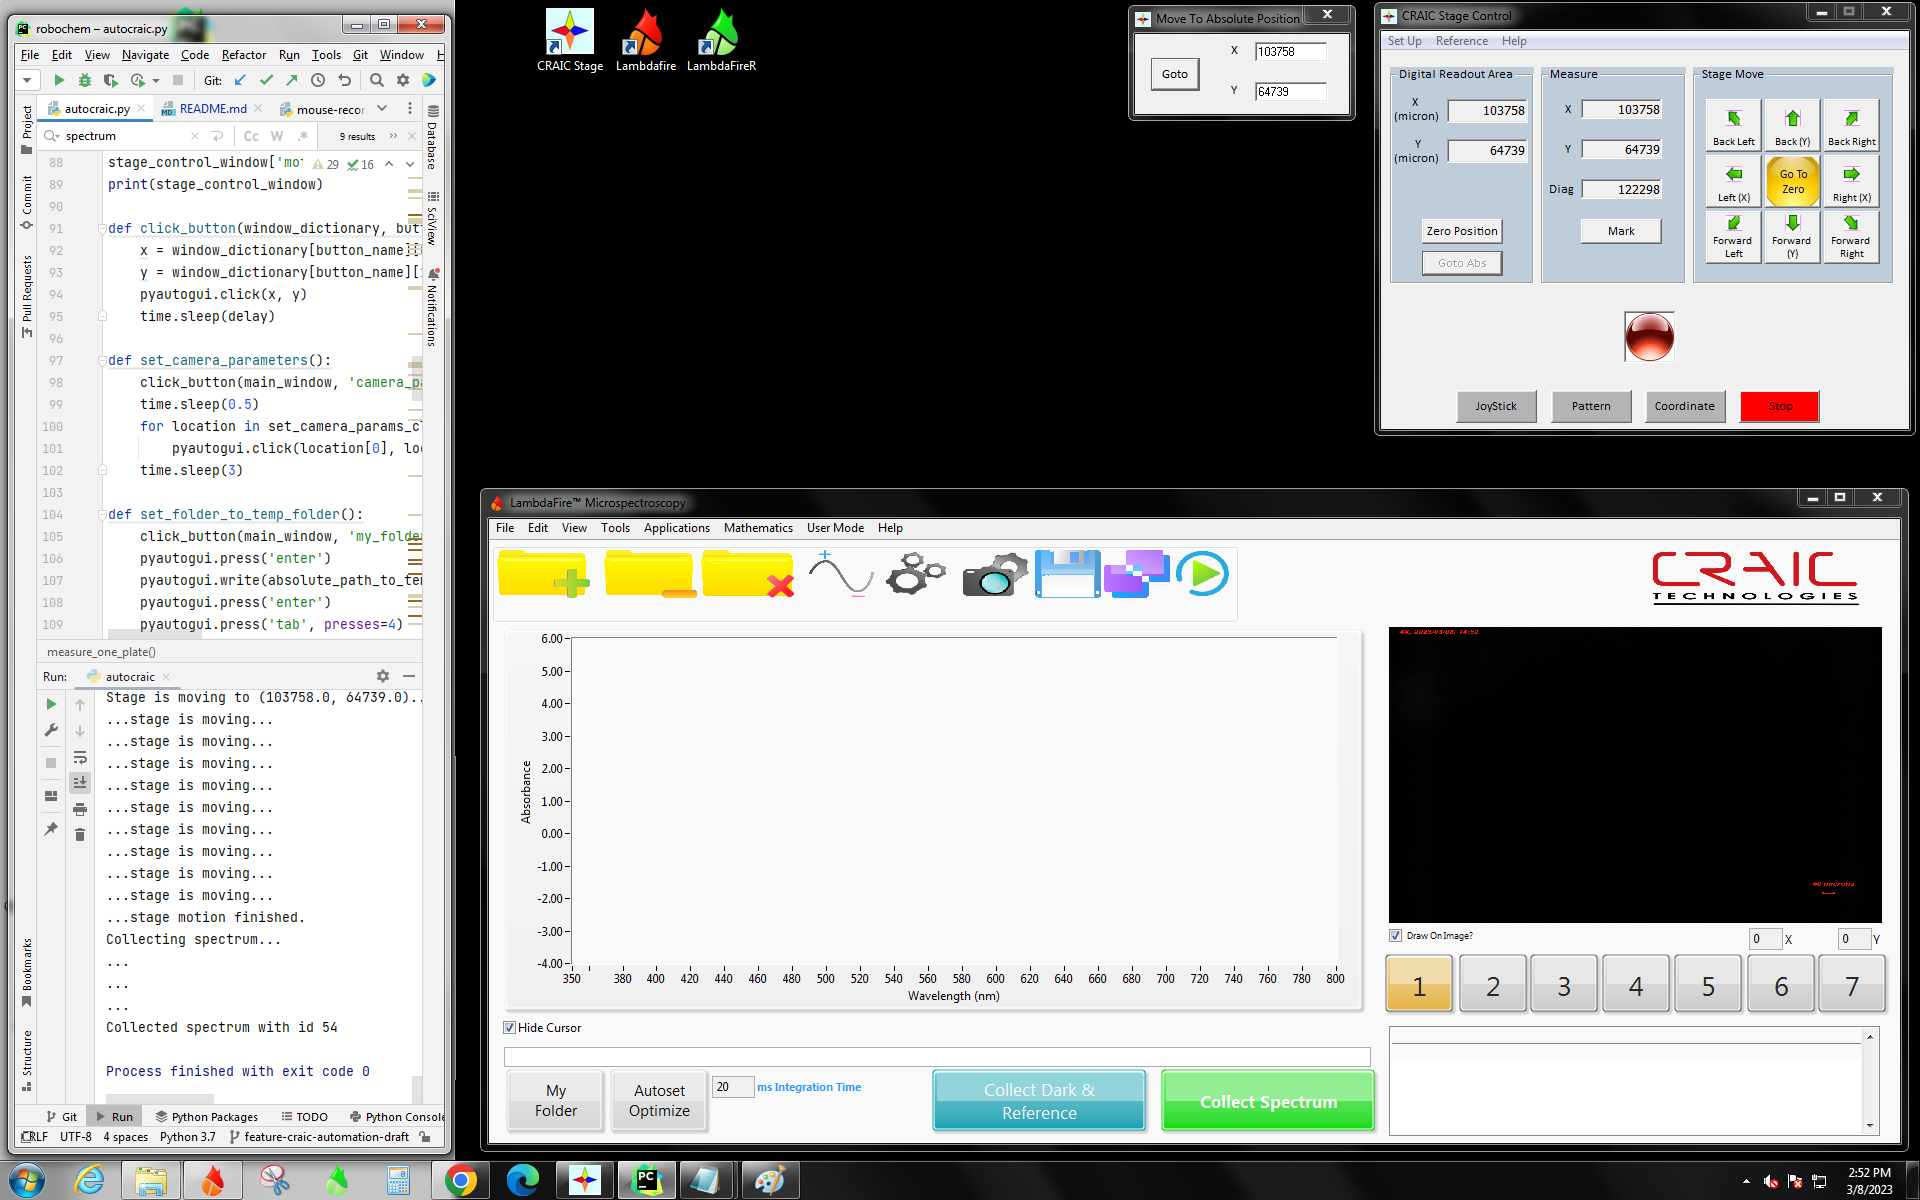 robochem – autocraic.py
File Edit View Navigate Code Refactor Run Tools Git Window H
Git:
autocraic.py README.md mouse-recor
spectrum Cc W .* 9 results
29 16
88 stage_control_window['mot
89 print(stage_control_window)
90
91 def click_button(window_dictionary, butt
92 x = window_dictionary[button_name][
93 y = window_dictionary[button_name][
94 pyautogui.click(x, y)
95 time.sleep(delay)
96
97 def set_camera_parameters():
98 click_button(main_window, 'camera_pa
99 time.sleep(0.5)
100 for location in set_camera_params_c
101 pyautogui.click(location[0], loc
102 time.sleep(3)
103
104 def set_folder_to_temp_folder():
105 click_button(main_window, 'my_folde
106 pyautogui.press('enter')
107 pyautogui.write(absolute_path_to_te
108 pyautogui.press('enter')
109 pyautogui.press('tab', presses=4)
measure_one_plate()
Run: autocraic
Stage is moving to (103758.0, 64739.0)..
...stage is moving...
...stage is moving...
...stage is moving...
...stage is moving...
...stage is moving...
...stage is moving...
...stage is moving...
...stage is moving...
...stage is moving...
...stage motion finished.
Collecting spectrum...
...
...
...
Collected spectrum with id 54
Process finished with exit code 0
Git Run Python Packages TODO Python Console
CRLF UTF-8 4 spaces Python 3.7 feature-craic-automation-draft
Project
Commit
Pull Requests
Bookmarks
Structure
Database
SciView
Notifications
CRAIC Stage Lambdafire LambdaFireR
Move To Absolute Position
Goto
X 103758
Y 64739
CRAIC Stage Control
Set Up Reference Help
Digital Readout Area
X (micron) 103758
Y (micron) 64739
Zero Position
Goto Abs
Measure
X 103758
Y 64739
Diag 122298
Mark
Stage Move
Back Left Back (Y) Back Right
Left (X) Go To Zero Right (X)
Forward Left Forward (Y) Forward Right
JoyStick Pattern Coordinate Stop
LambdaFire™ Microspectroscopy
File Edit View Tools Applications Mathematics User Mode Help
CRAIC
TECHNOLOGIES
6.00
5.00
4.00
3.00
2.00
1.00
0.00
-1.00
-2.00
-3.00
-4.00
Absorbance
350 380 400 420 440 460 480 500 520 540 560 580 600 620 640 660 680 700 720 740 760 780 800
Wavelength (nm)
4X, 2023/03/08, 14:52
50 microns
Draw On Image? 0 X 0 Y
1 2 3 4 5 6 7
Hide Cursor
My Folder
Autoset Optimize
20 ms Integration Time
Collect Dark & Reference
Collect Spectrum
2:52 PM
3/8/2023